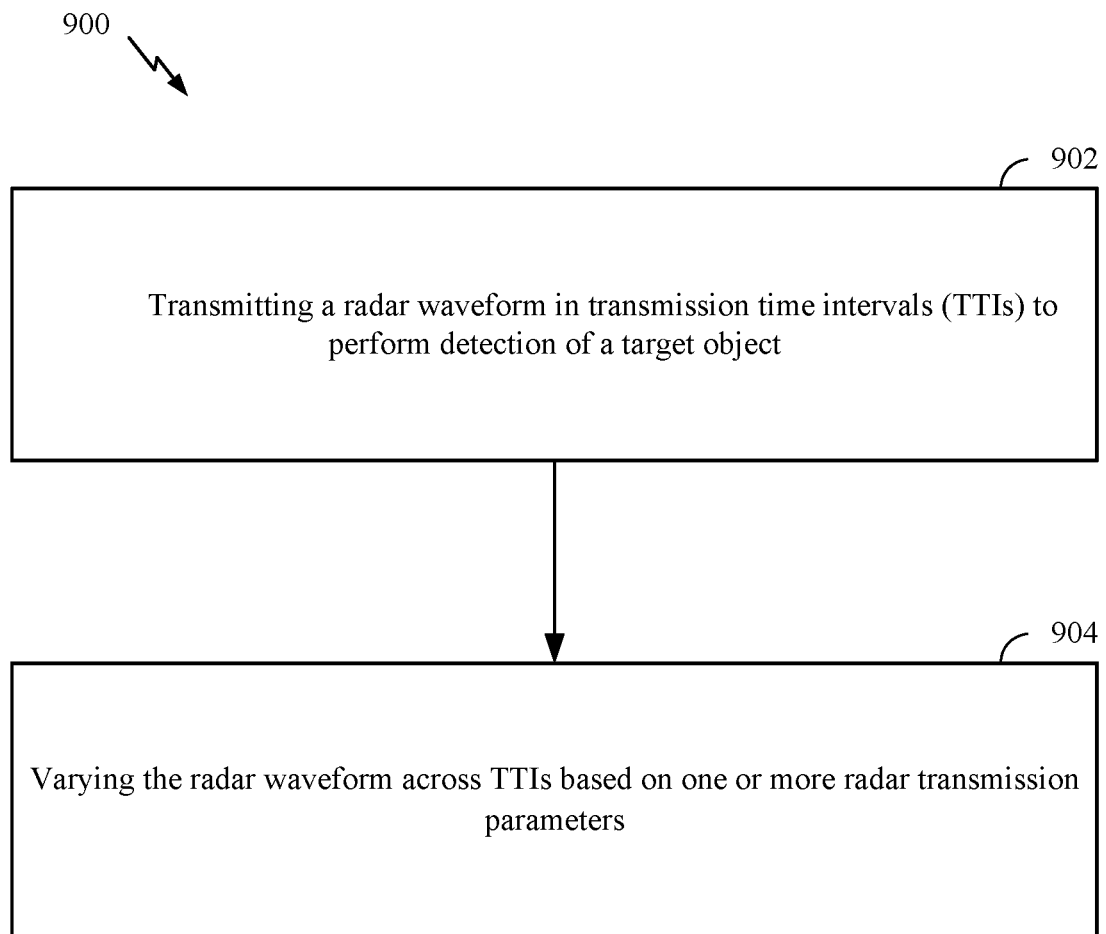 900
902
Transmitting a radar waveform in transmission time intervals (TTIs) to
perform detection of a target object
904
Varying the radar waveform across TTIs based on one or more radar transmission
parameters